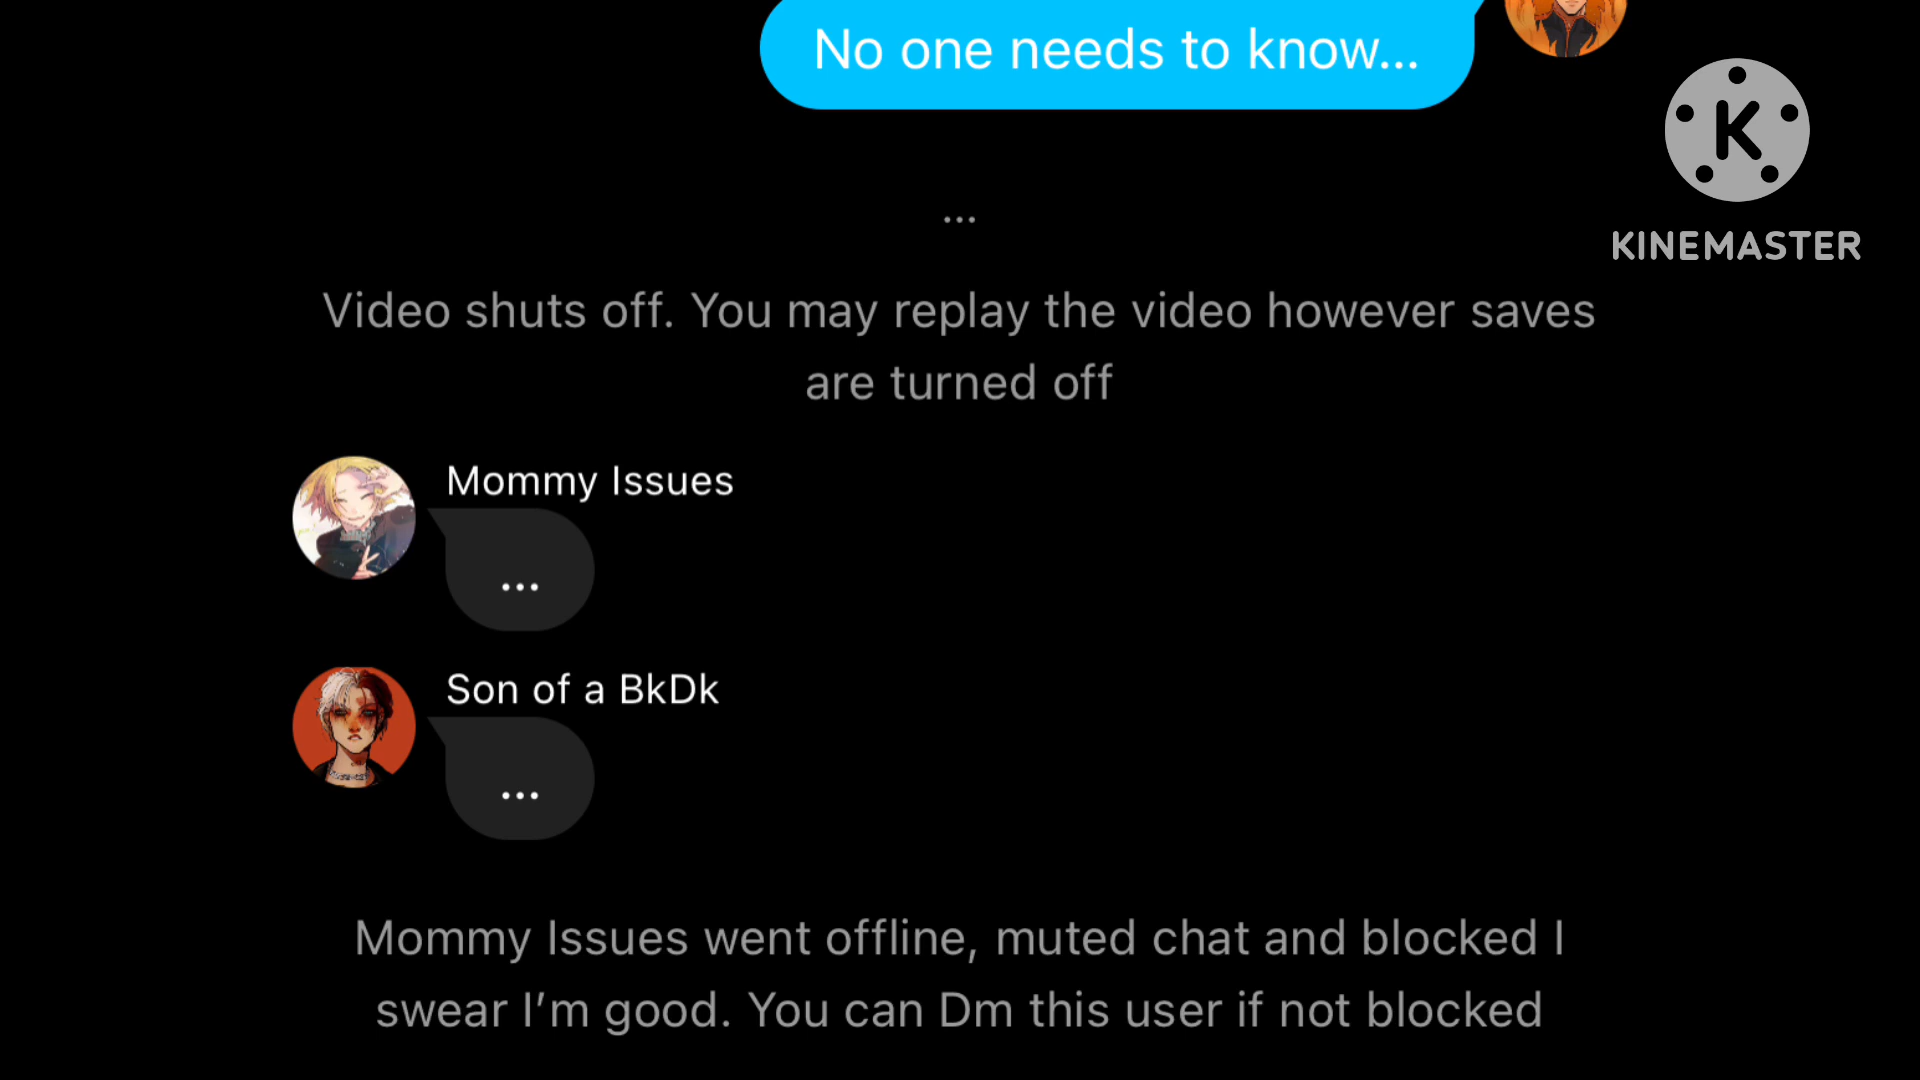 No one needs to know...
K
KINEMASTER
...
Video shuts off. You may replay the video however saves
are turned off
Mommy Issues
...
Son of a BkDk
...
Mommy Issues went offline, muted chat and blocked I
swear I’m good. You can Dm this user if not blocked